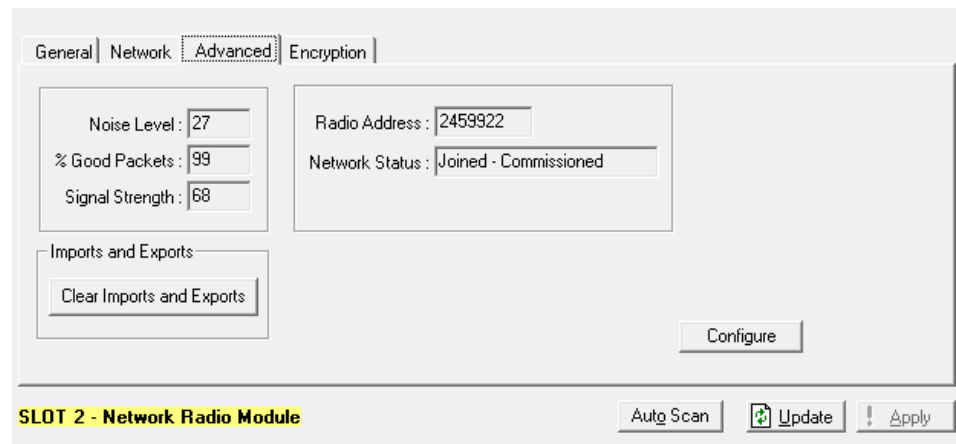 General Network Advanced Encryption
Noise Level : 27
% Good Packets : 99
Signal Strength : 68
Radio Address : 2459922
Network Status : Joined - Commissioned
Imports and Exports
Clear Imports and Exports
Configure
SLOT 2 - Network Radio Module
Auto Scan
Update
! Apply